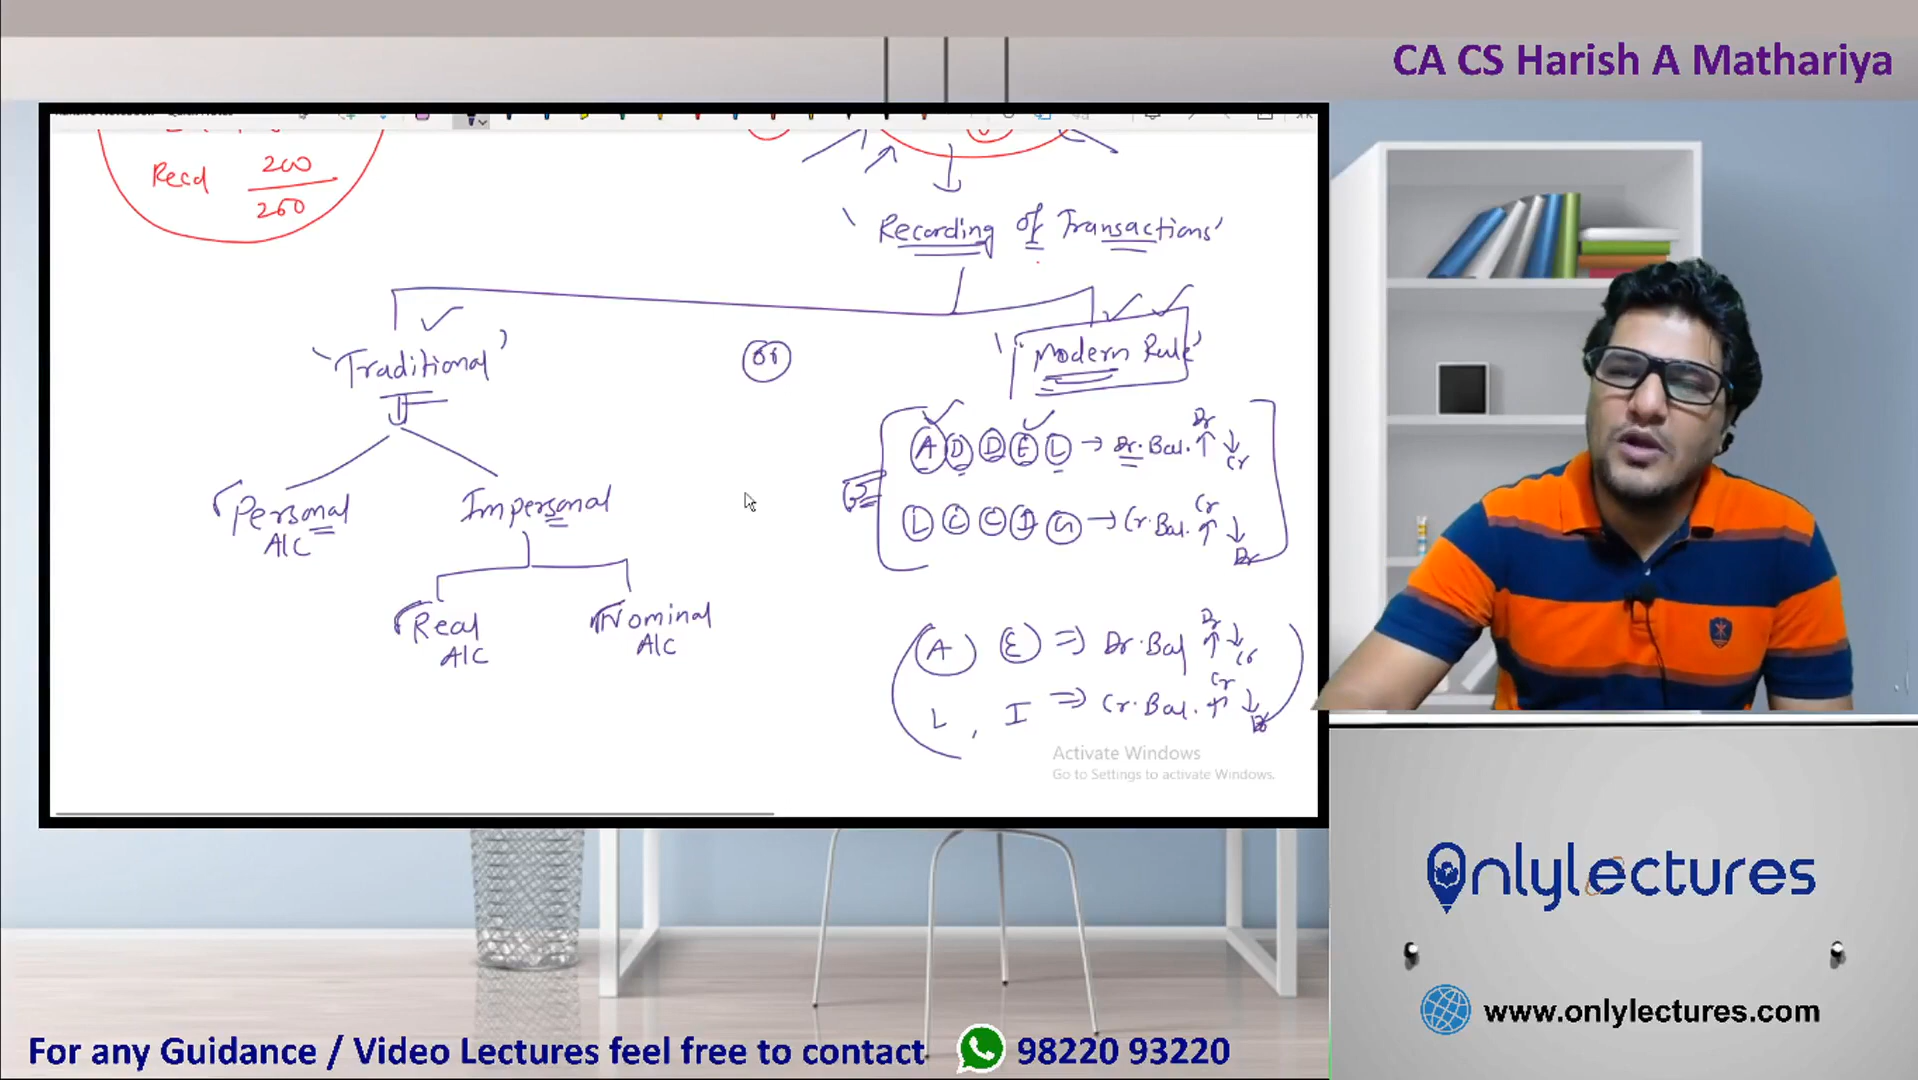 CA CS Harish A Mathariya
Recd 200
260
Recording of Transactions
Traditional
or
Modern Rule
A D D E L → Dr. Bal. Dr ↑ ↓ Cr
L C C I G → Cr. Bal. Cr ↑ ↓ Dr
Personal
A/C
Impersonal
Real
A/C
Nominal
A/C
A E ⇒ Dr. Bal Dr ↑ ↓ Cr
L , I ⇒ Cr. Bal. Cr ↑ ↓ Dr
Activate Windows
Go to Settings to activate Windows.
Onlylectures
www.onlylectures.com
For any Guidance / Video Lectures feel free to contact 98220 93220